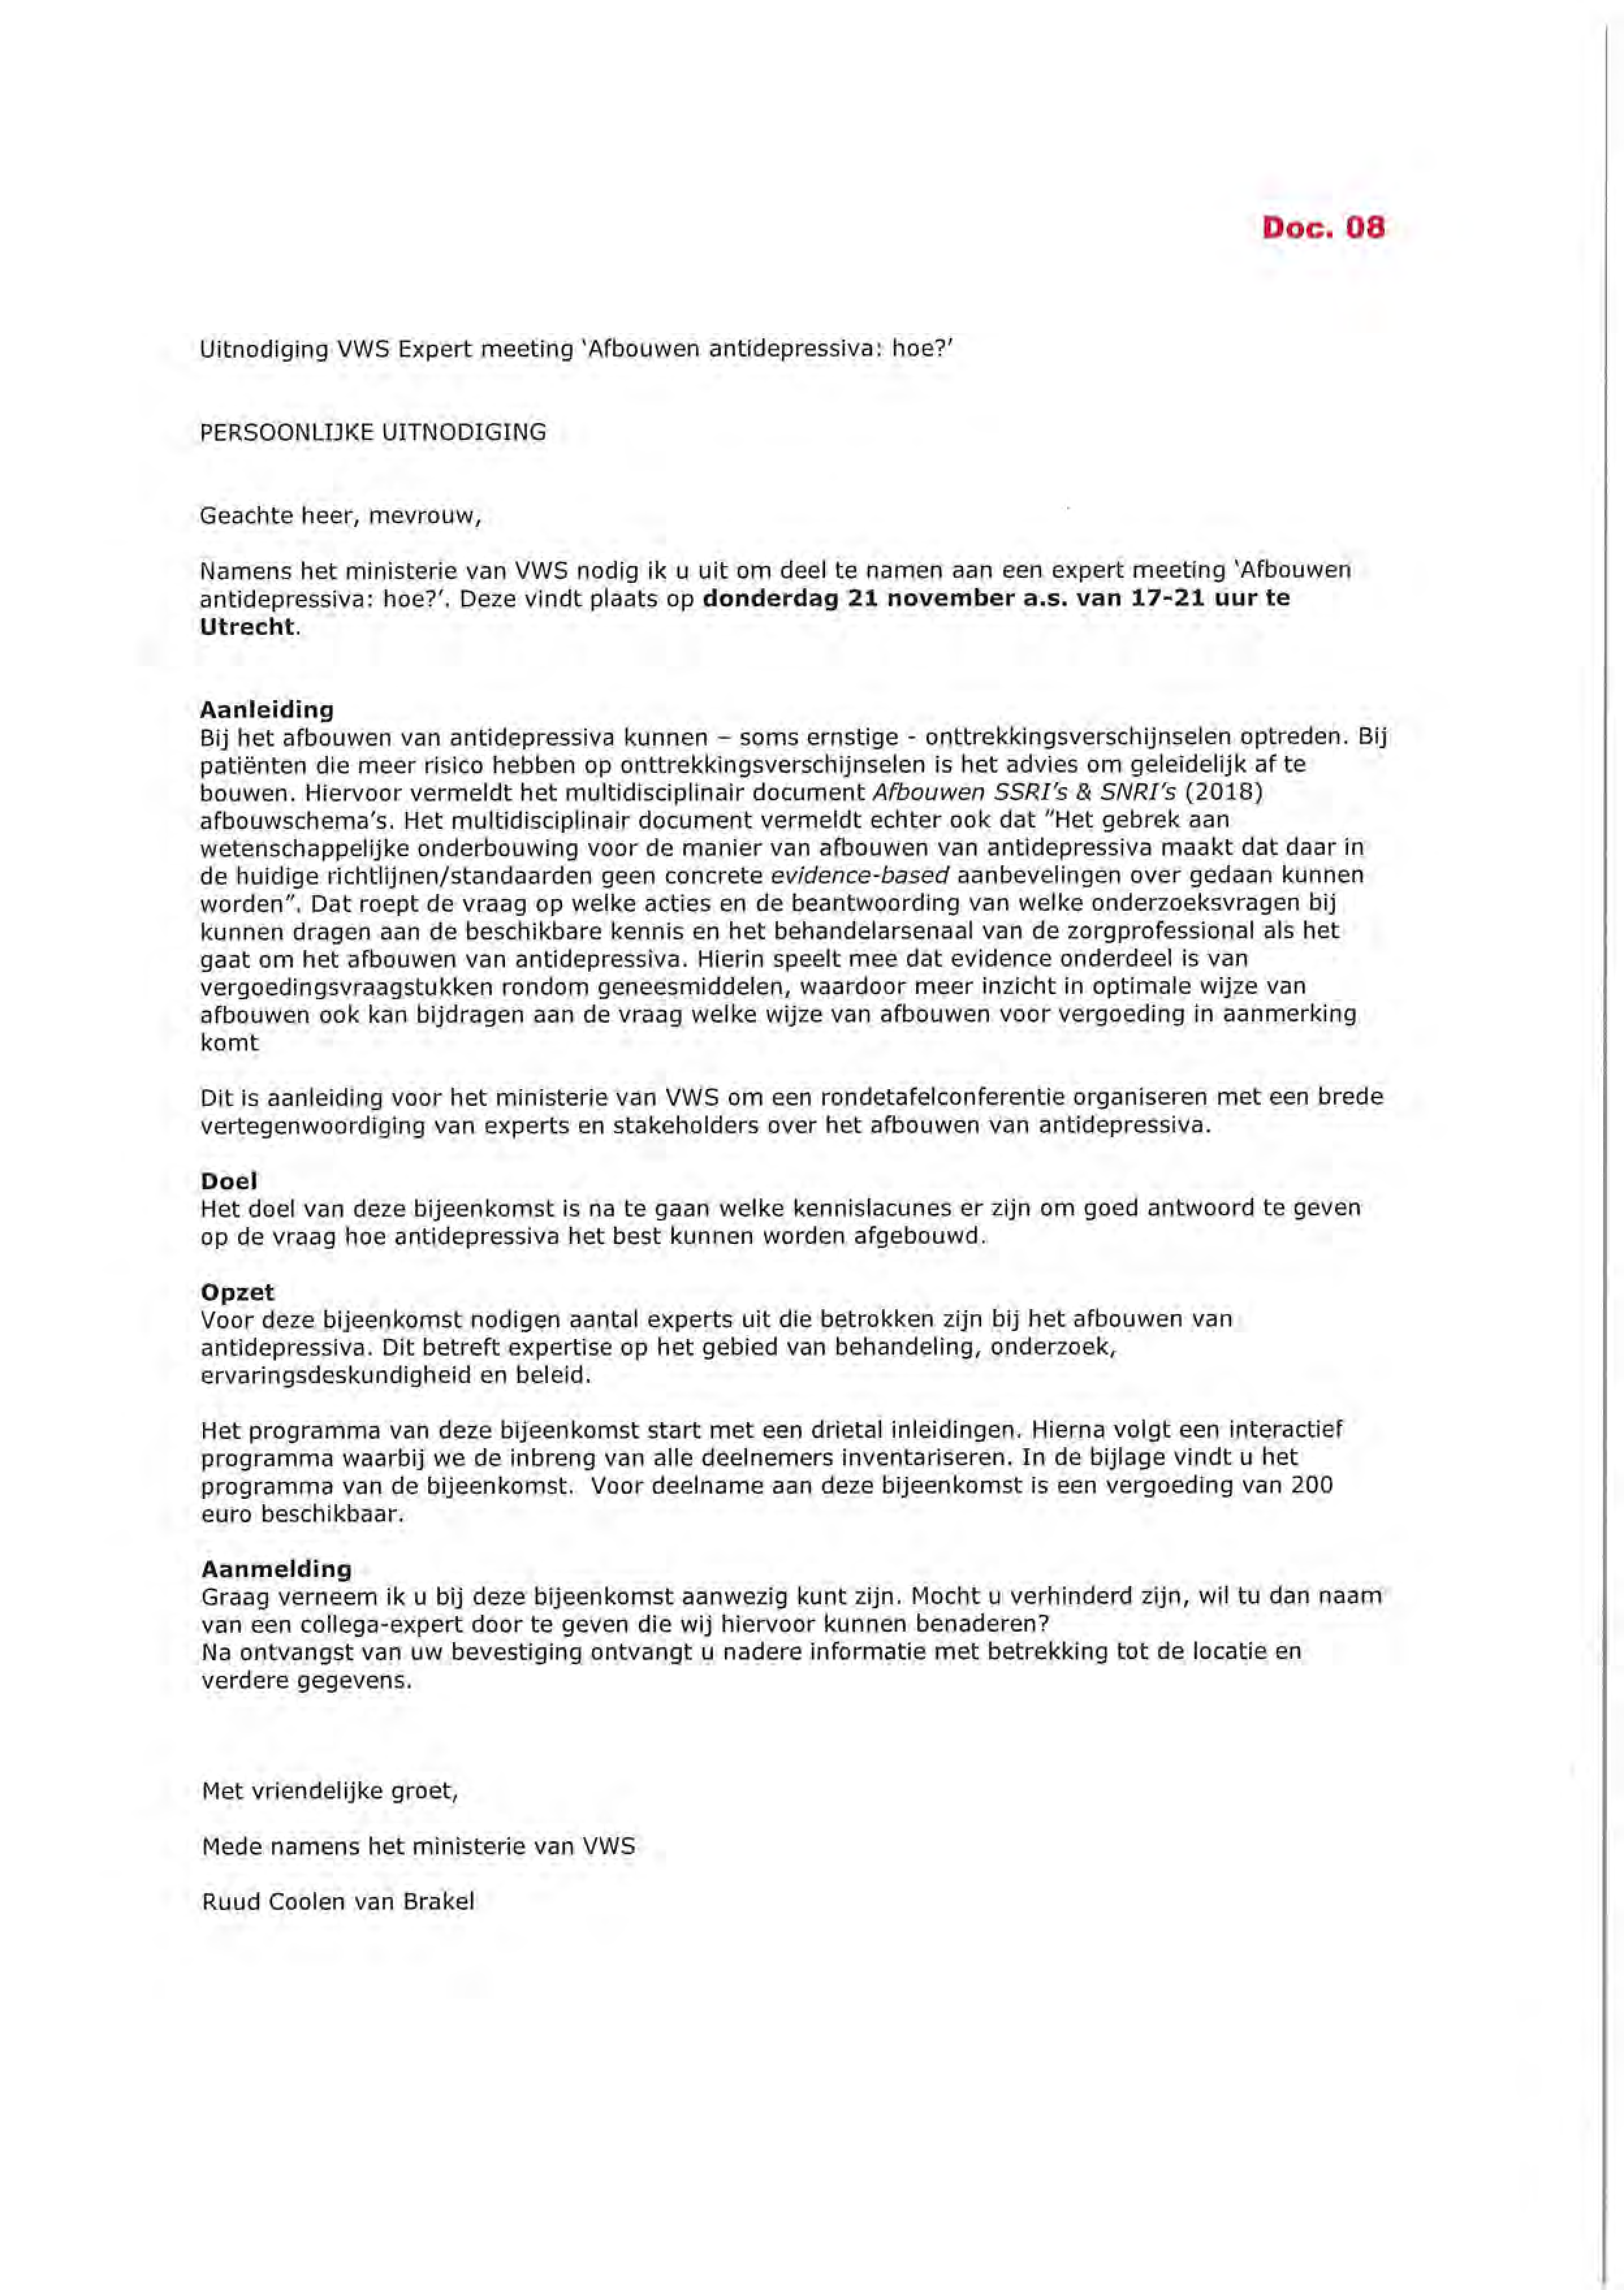 Doc. 08
Uitnodiging VWS Expert meeting ‘Afbouwen antidepressiva: hoe?’
PERSOONLIJKE UITNODIGING
Geachte heer, mevrouw,
Namens het ministerie van VWS nodig ik u uit om deel te namen aan een expert meeting ‘Afbouwen
antidepressiva: hoe?’. Deze vindt plaats op donderdag 21 november a.s. van 17-21 uur te
Utrecht.
Aanleiding
Bij het afbouwen van antidepressiva kunnen – soms ernstige - onttrekkingsverschijnselen optreden. Bij
patiënten die meer risico hebben op onttrekkingsverschijnselen is het advies om geleidelijk af te
bouwen. Hiervoor vermeldt het multidisciplinair document Afbouwen SSRI’s & SNRI’s (2018)
afbouwschema’s. Het multidisciplinair document vermeldt echter ook dat “Het gebrek aan
wetenschappelijke onderbouwing voor de manier van afbouwen van antidepressiva maakt dat daar in
de huidige richtlijnen/standaarden geen concrete evidence-based aanbevelingen over gedaan kunnen
worden”. Dat roept de vraag op welke acties en de beantwoording van welke onderzoeksvragen bij
kunnen dragen aan de beschikbare kennis en het behandelarsenaal van de zorgprofessional als het
gaat om het afbouwen van antidepressiva. Hierin speelt mee dat evidence onderdeel is van
vergoedingsvraagstukken rondom geneesmiddelen, waardoor meer inzicht in optimale wijze van
afbouwen ook kan bijdragen aan de vraag welke wijze van afbouwen voor vergoeding in aanmerking
komt
Dit is aanleiding voor het ministerie van VWS om een rondetafelconferentie organiseren met een brede
vertegenwoordiging van experts en stakeholders over het afbouwen van antidepressiva.
Doel
Het doel van deze bijeenkomst is na te gaan welke kennislacunes er zijn om goed antwoord te geven
op de vraag hoe antidepressiva het best kunnen worden afgebouwd.
Opzet
Voor deze bijeenkomst nodigen aantal experts uit die betrokken zijn bij het afbouwen van
antidepressiva. Dit betreft expertise op het gebied van behandeling, onderzoek,
ervaringsdeskundigheid en beleid.
Het programma van deze bijeenkomst start met een drietal inleidingen. Hierna volgt een interactief
programma waarbij we de inbreng van alle deelnemers inventariseren. In de bijlage vindt u het
programma van de bijeenkomst. Voor deelname aan deze bijeenkomst is een vergoeding van 200
euro beschikbaar.
Aanmelding
Graag verneem ik u bij deze bijeenkomst aanwezig kunt zijn. Mocht u verhinderd zijn, wil tu dan naam
van een collega-expert door te geven die wij hiervoor kunnen benaderen?
Na ontvangst van uw bevestiging ontvangt u nadere informatie met betrekking tot de locatie en
verdere gegevens.
Met vriendelijke groet,
Mede namens het ministerie van VWS
Ruud Coolen van Brakel